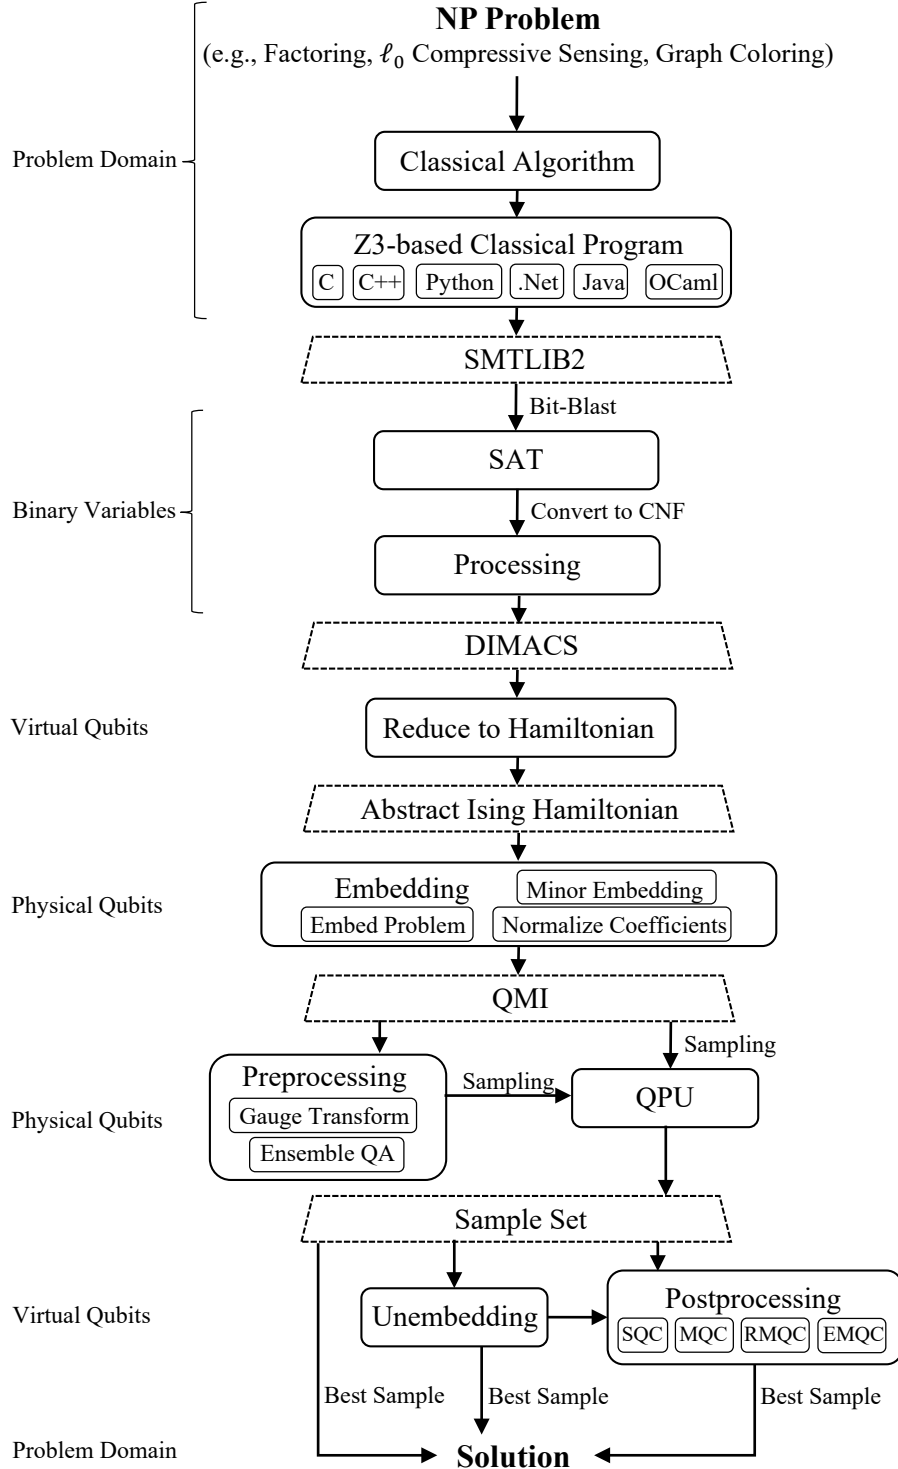 NP Problem
(e.g., Factoring, ℓ₀ Compressive Sensing, Graph Coloring)
Problem Domain
Classical Algorithm
Z3-based Classical Program
C C++ Python .Net Java OCaml
SMTLIB2
Bit-Blast
SAT
Binary Variables
Convert to CNF
Processing
DIMACS
Virtual Qubits
Reduce to Hamiltonian
Abstract Ising Hamiltonian
Physical Qubits
Embedding Minor Embedding
Embed Problem Normalize Coefficients
QMI
Sampling
Preprocessing
Sampling
QPU
Physical Qubits
Gauge Transform
Ensemble QA
Sample Set
Virtual Qubits
Unembedding
Postprocessing
SQC MQC RMQC EMQC
Best Sample Best Sample Best Sample
Problem Domain
Solution